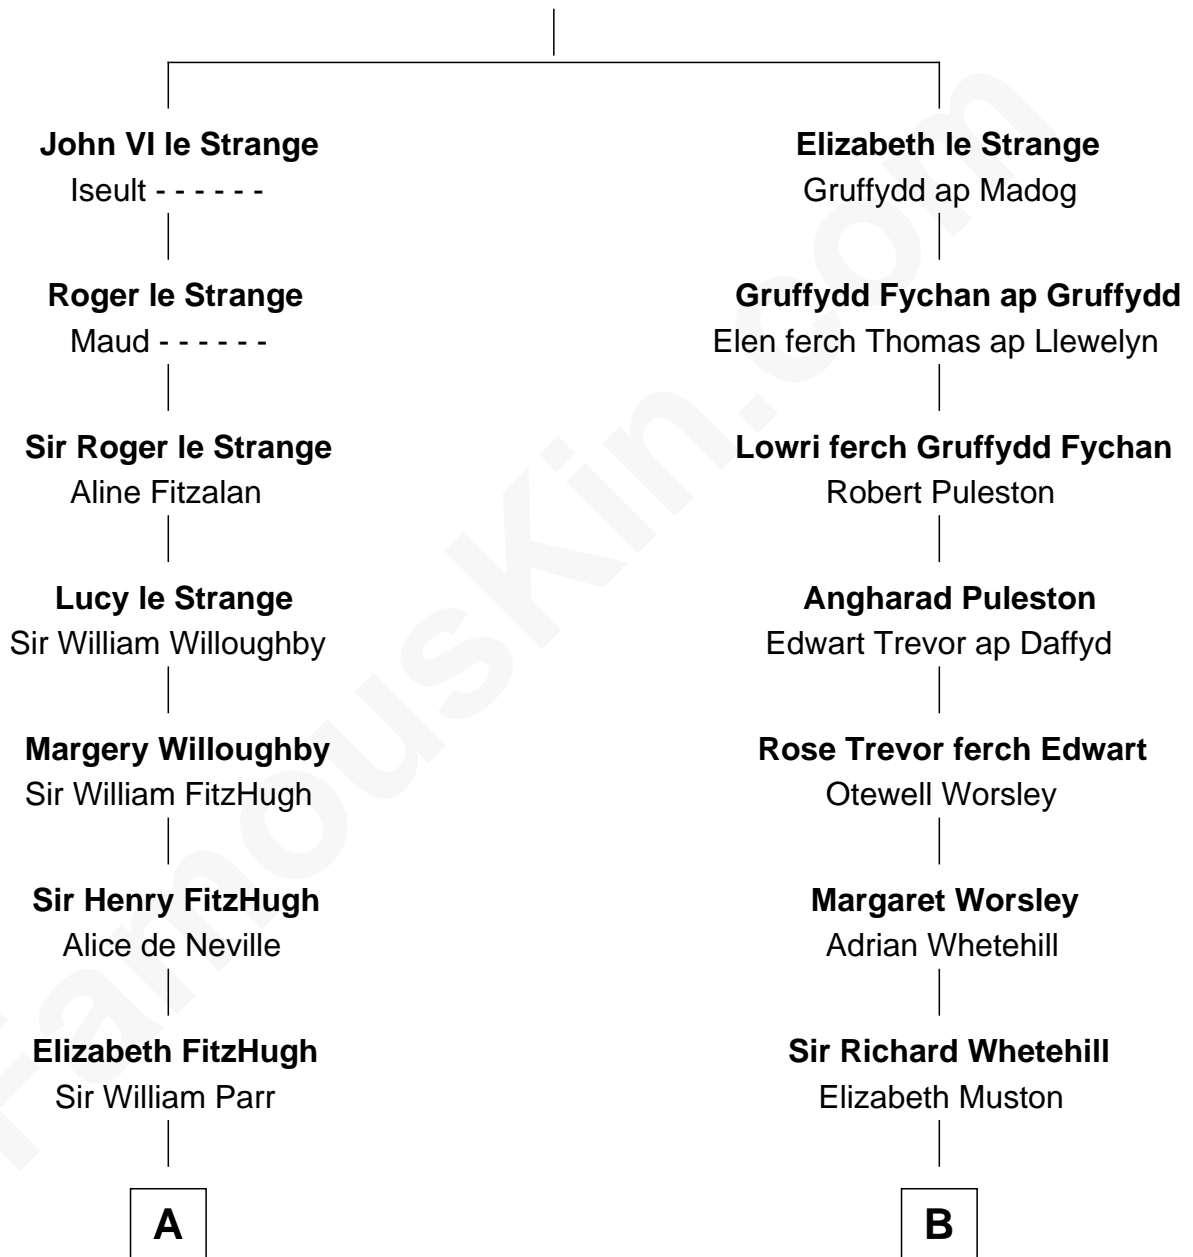 John VI le Strange
Iseult - - - - - -
Roger le Strange
Maud - - - - - -
Sir Roger le Strange
Aline Fitzalan
Lucy le Strange
Sir William Willoughby
Margery Willoughby
Sir William FitzHugh
Sir Henry FitzHugh
Alice de Neville
Elizabeth FitzHugh
Sir William Parr
A
Elizabeth le Strange
Gruffydd ap Madog
Gruffydd Fychan ap Gruffydd
Elen ferch Thomas ap Llewelyn
Lowri ferch Gruffydd Fychan
Robert Puleston
Angharad Puleston
Edwart Trevor ap Daffyd
Rose Trevor ferch Edwart
Otewell Worsley
Margaret Worsley
Adrian Whetehill
Sir Richard Whetehill
Elizabeth Muston
B
FamousKin.com